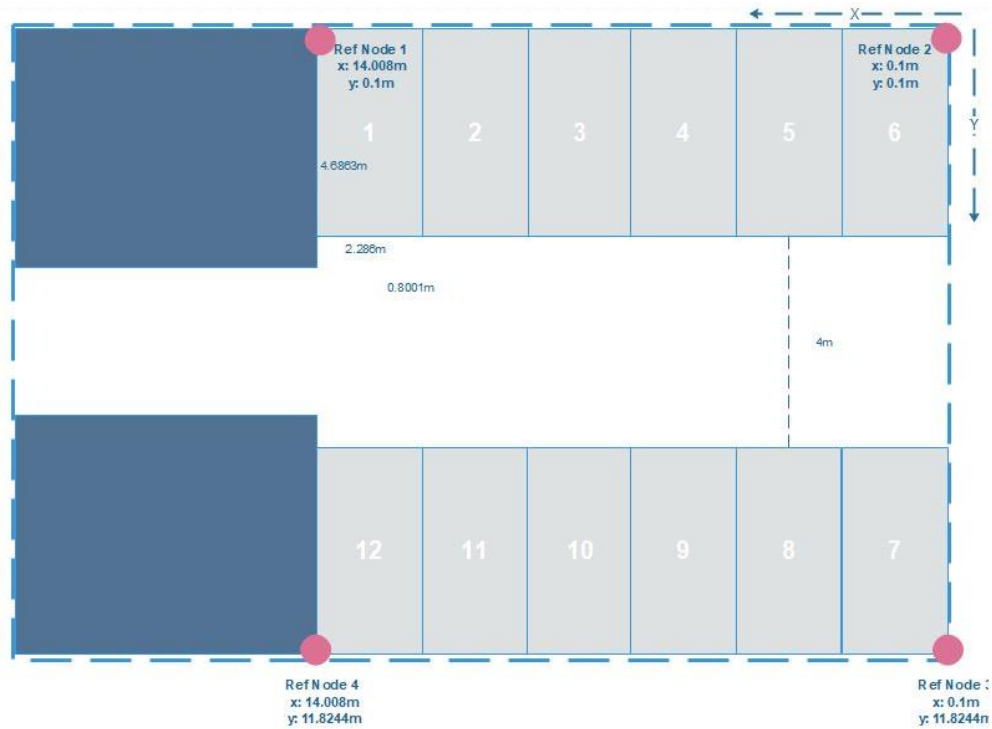 X
Ref Node 1
x: 14.008m
y: 0.1m
Ref Node 2
x: 0.1m
y: 0.1m
Y
1
2
3
4
5
6
4.6863m
2.286m
0.8001m
4m
12
11
10
9
8
7
Ref Node 4
x: 14.008m
y: 11.8244m
Ref Node
x: 0.1m
y: 11.8244m